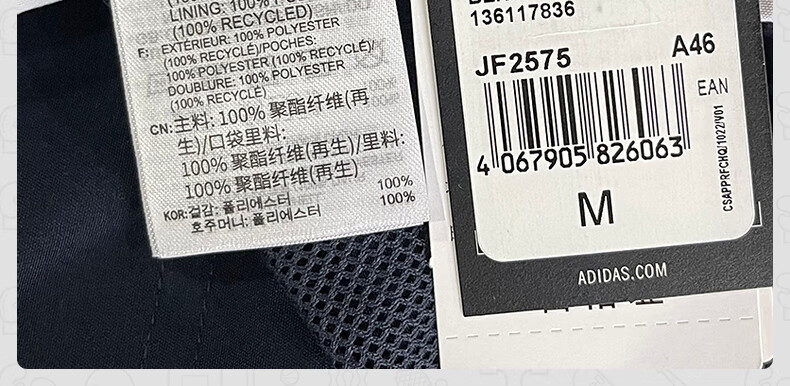 LINING: 100%
(100% RECYCLED)
F: EXTÉRIEUR: 100% POLYESTER
(100% RECYCLÉ)/POCHES:
100% POLYESTER (100% RECYCLÉ)/
DOUBLURE: 100% POLYESTER
(100% RECYCLÉ)
CN: 主料: 100% 聚酯纤维(再
生)/口袋里料:
100% 聚酯纤维(再生)/里料:
100% 聚酯纤维(再生)
KOR: 겉감: 폴리에스터 100%
호주머니: 폴리에스터 100%
136117836
JF2575 A46
EAN
4 067905 826063
CSAPPRFCHQ/1022/V01
M
ADIDAS.COM